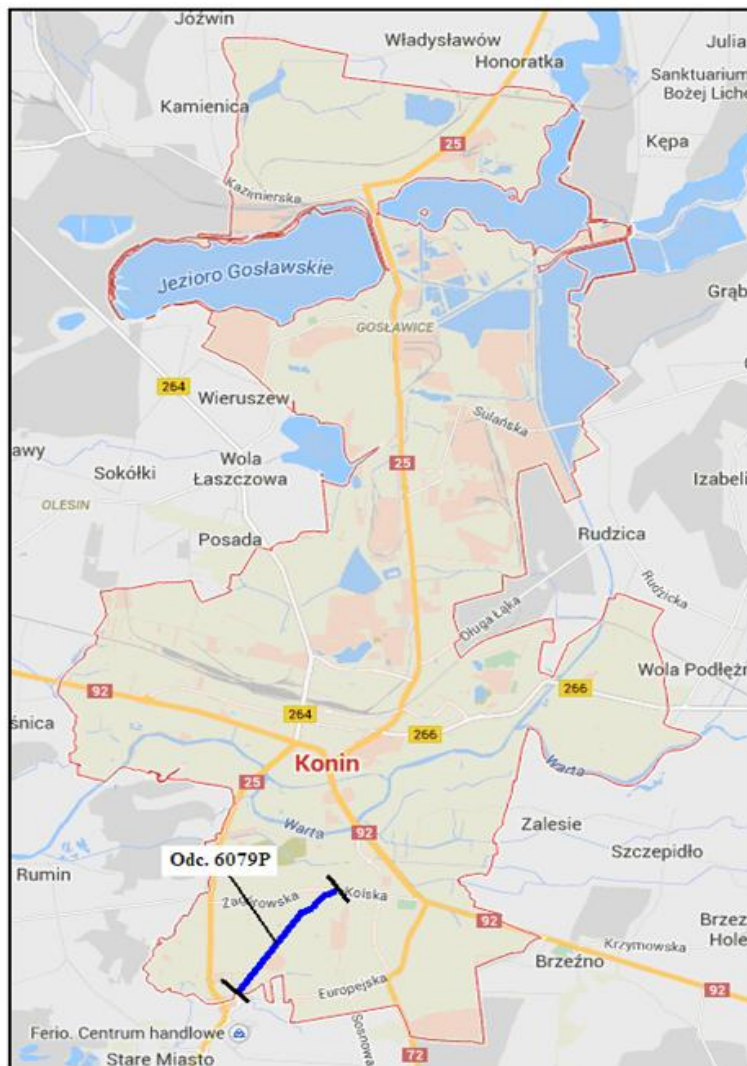 Jóźwin
Władysławów
Julia
Honoratka
Sanktuarium
Bożej Liche
Kamienica
25
Kępa
Kazimierska
Jezioro Gosławskie
Grąb
GOSŁAWICE
264
Wieruszew
Sulańska
awy
Wola
Łaszczowa
25
Sokółki
Izabeli
OLESIN
Posada
Rudzica
Rudzicka
Długa Łąka
Wola Podłężn
92
266
śnica
264
266
Konin
Warta
25
Warta
92
Zalesie
Szczepidło
Odc. 6079P
Rumin
Zagórowska
Kolska
92
Brzez
Hole
Krzymowska
Brzeźno
Europejska
92
Ferio. Centrum handlowe
Sosnowa
Stare Miasto
72